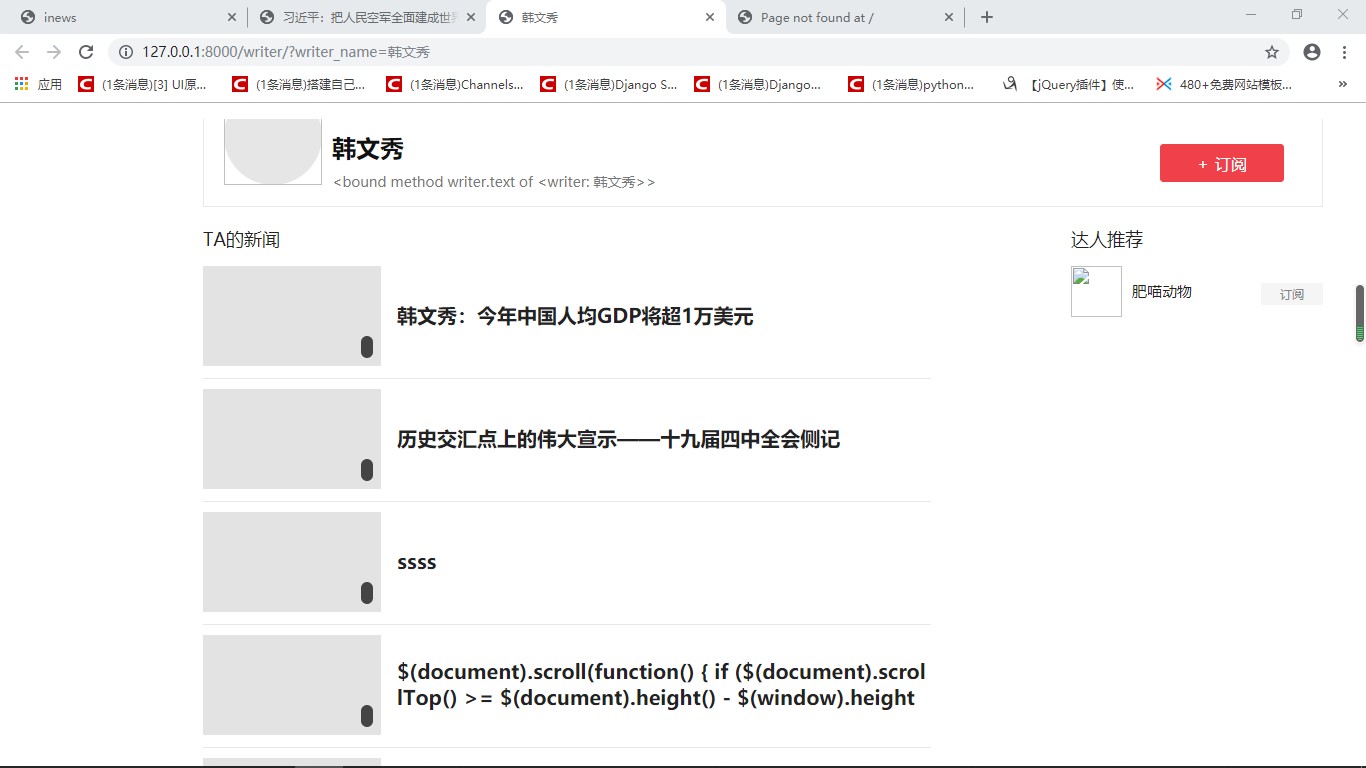 inews
习近平：把人民空军全面建成世界
韩文秀
Page not found at /
127.0.0.1:8000/writer/?writer_name=韩文秀
应用
(1条消息)[3] UI原...
(1条消息)搭建自己...
(1条消息)Channels...
(1条消息)Django S...
(1条消息)Django...
(1条消息)python...
【jQuery插件】使...
480+免费网站模板...
»
韩文秀
<bound method writer.text of <writer: 韩文秀>>
+ 订阅
TA的新闻
达人推荐
肥喵动物
订阅
韩文秀：今年中国人均GDP将超1万美元
历史交汇点上的伟大宣示——十九届四中全会侧记
ssss
$(document).scroll(function() { if ($(document).scrol
lTop() >= $(document).height() - $(window).height